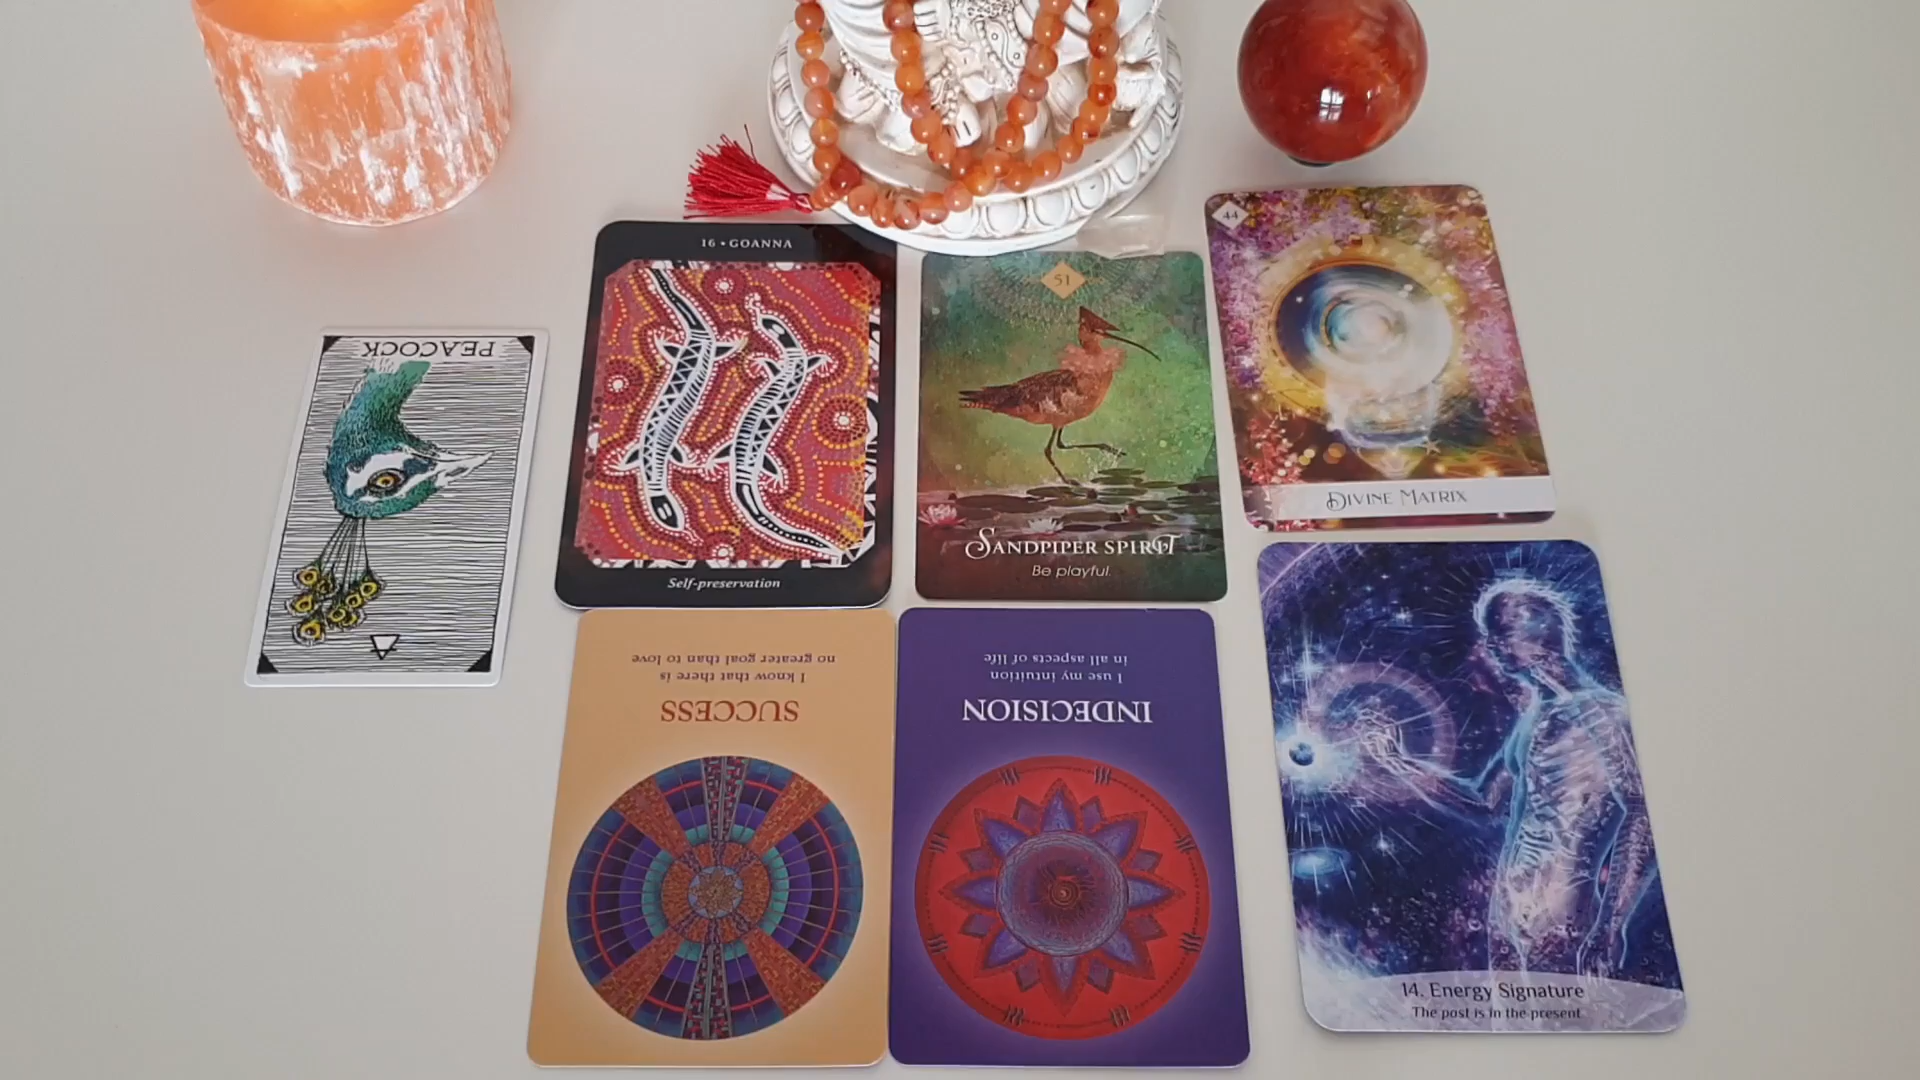 PEACOCK
16 • GOANNA
Self-preservation
51
SANDPIPER SPIRIT
Be playful.
44
DIVINE MATRIX
SUCCESS
I know that there is
no greater goal than to love
INDECISION
I use my intuition
in all aspects of life
14. Energy Signature
The past is in the present